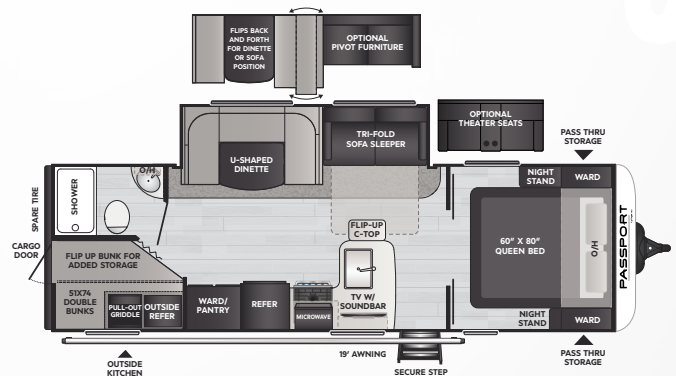 FLIPS BACK
AND FORTH
FOR DINETTE
OR SOFA
POSITION
OPTIONAL
PIVOT FURNITURE
OPTIONAL
THEATER SEATS
TRI-FOLD
SOFA SLEEPER
U-SHAPED
DINETTE
PASS THRU
STORAGE
O/H
SHOWER
SPARE TIRE
NIGHT
STAND
WARD
CARGO
DOOR
FLIP UP BUNK FOR
ADDED STORAGE
FLIP-UP
C-TOP
60" X 80"
QUEEN BED
O/H
PASSPORT
51X74
DOUBLE
BUNKS
PULL-OUT
GRIDDLE
OUTSIDE
REFER
WARD/
PANTRY
REFER
MICROWAVE
TV W/
SOUNDBAR
NIGHT
STAND
WARD
19' AWNING
OUTSIDE
KITCHEN
SECURE STEP
PASS THRU
STORAGE